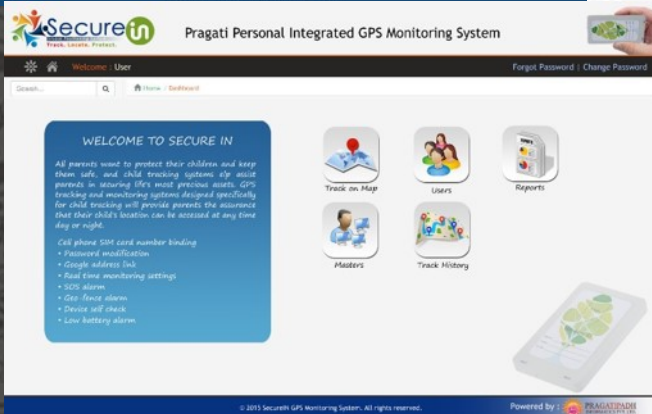 Securein
Track. Locate. Protect.
Pragati Personal Integrated GPS Monitoring System
Welcome : User
Forgot Password | Change Password
Search...
Home / Dashboard
WELCOME TO SECURE IN
All parents want to protect their children and keep
them safe, and child tracking systems elp assist
parents in securing life's most precious assets. GPS
tracking and monitoring systems designed specifically
for child tracking will provide parents the assurance
that their child's location can be accessed at any time
day or night.
Cell phone SIM card number binding
• Password modification
• Google address link
• Real time monitoring settings
• SOS alarm
• Geo-fence alarm
• Device self check
• Low battery alarm
Track on Map
Users
Reports
Masters
Track History
© 2015 SecureIN GPS Monitoring System. All rights reserved.
Powered by :
PRAGATIPADH